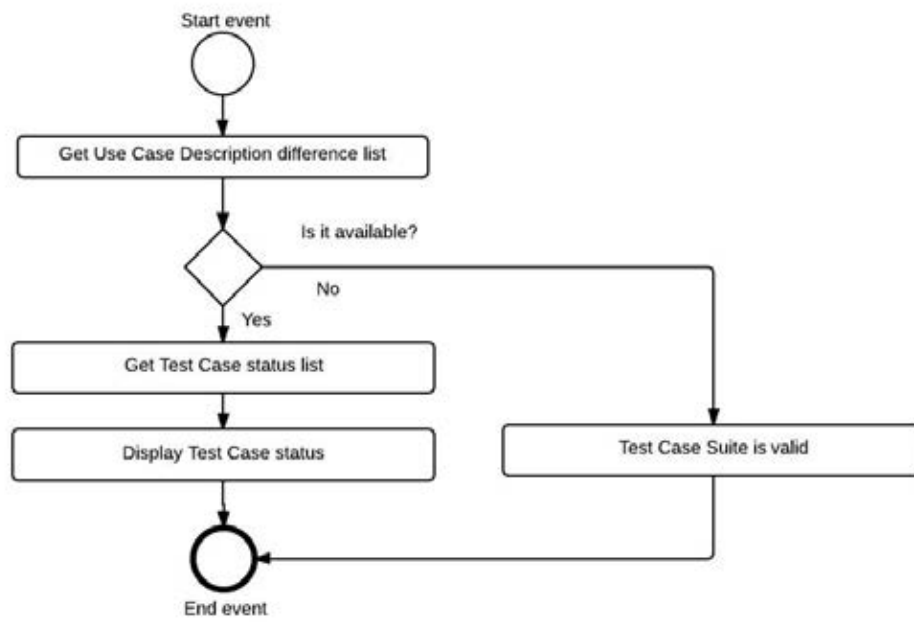 Start event
Get Use Case Description difference list
Is it available?
No
Yes
Get Test Case status list
Display Test Case status
Test Case Suite is valid
End event